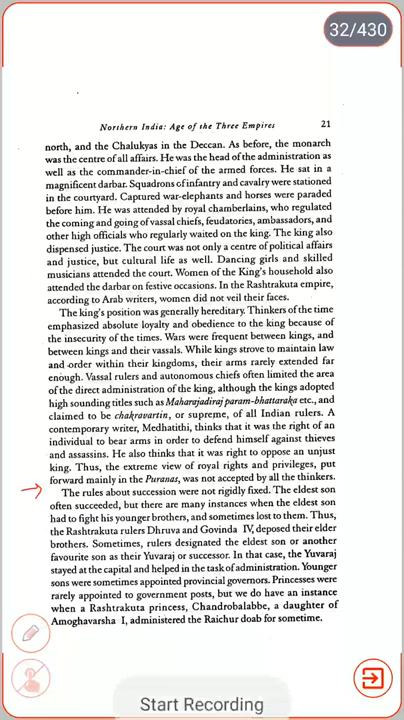 32/430
Northern India: Age of the Three Empires 21
north, and the Chalukyas in the Deccan. As before, the monarch
was the centre of all affairs. He was the head of the administration as
well as the commander-in-chief of the armed forces. He sat in a
magnificent darbar. Squadrons of infantry and cavalry were stationed
in the courtyard. Captured war-elephants and horses were paraded
before him. He was attended by royal chamberlains, who regulated
the coming and going of vassal chiefs, feudatories, ambassadors, and
other high officials who regularly waited on the king. The king also
dispensed justice. The court was not only a centre of political affairs
and justice, but cultural life as well. Dancing girls and skilled
musicians attended the court. Women of the King's household also
attended the darbar on festive occasions. In the Rashtrakuta empire,
according to Arab writers, women did not veil their faces.
The king's position was generally hereditary. Thinkers of the time
emphasized absolute loyalty and obedience to the king because of
the insecurity of the times. Wars were frequent between kings, and
between kings and their vassals. While kings strove to maintain law
and order within their kingdoms, their arms rarely extended far
enough. Vassal rulers and autonomous chiefs often limited the area
of the direct administration of the king, although the kings adopted
high sounding titles such as Maharajadiraj param-bhattaraka etc., and
claimed to be chakravartin, or supreme, of all Indian rulers. A
contemporary writer, Medhatithi, thinks that it was the right of an
individual to bear arms in order to defend himself against thieves
and assassins. He also thinks that it was right to oppose an unjust
king. Thus, the extreme view of royal rights and privileges, put
forward mainly in the Puranas, was not accepted by all the thinkers.
The rules about succession were not rigidly fixed. The eldest son
often succeeded, but there are many instances when the eldest son
had to fight his younger brothers, and sometimes lost to them. Thus,
the Rashtrakuta rulers Dhruva and Govinda IV, deposed their elder
brothers. Sometimes, rulers designated the eldest son or another
favourite son as their Yuvaraj or successor. In that case, the Yuvaraj
stayed at the capital and helped in the task of administration. Younger
sons were sometimes appointed provincial governors. Princesses were
rarely appointed to government posts, but we do have an instance
when a Rashtrakuta princess, Chandrobalabbe, a daughter of
Amoghavarsha I, administered the Raichur doab for sometime.
Start Recording